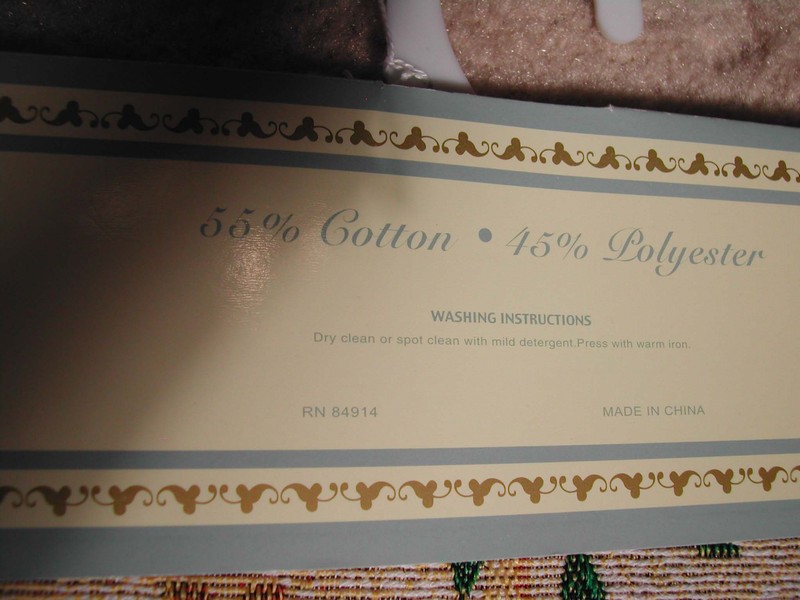 55% Cotton • 45% Polyester
WASHING INSTRUCTIONS
Dry clean or spot clean with mild detergent.Press with warm iron.
RN 84914 MADE IN CHINA